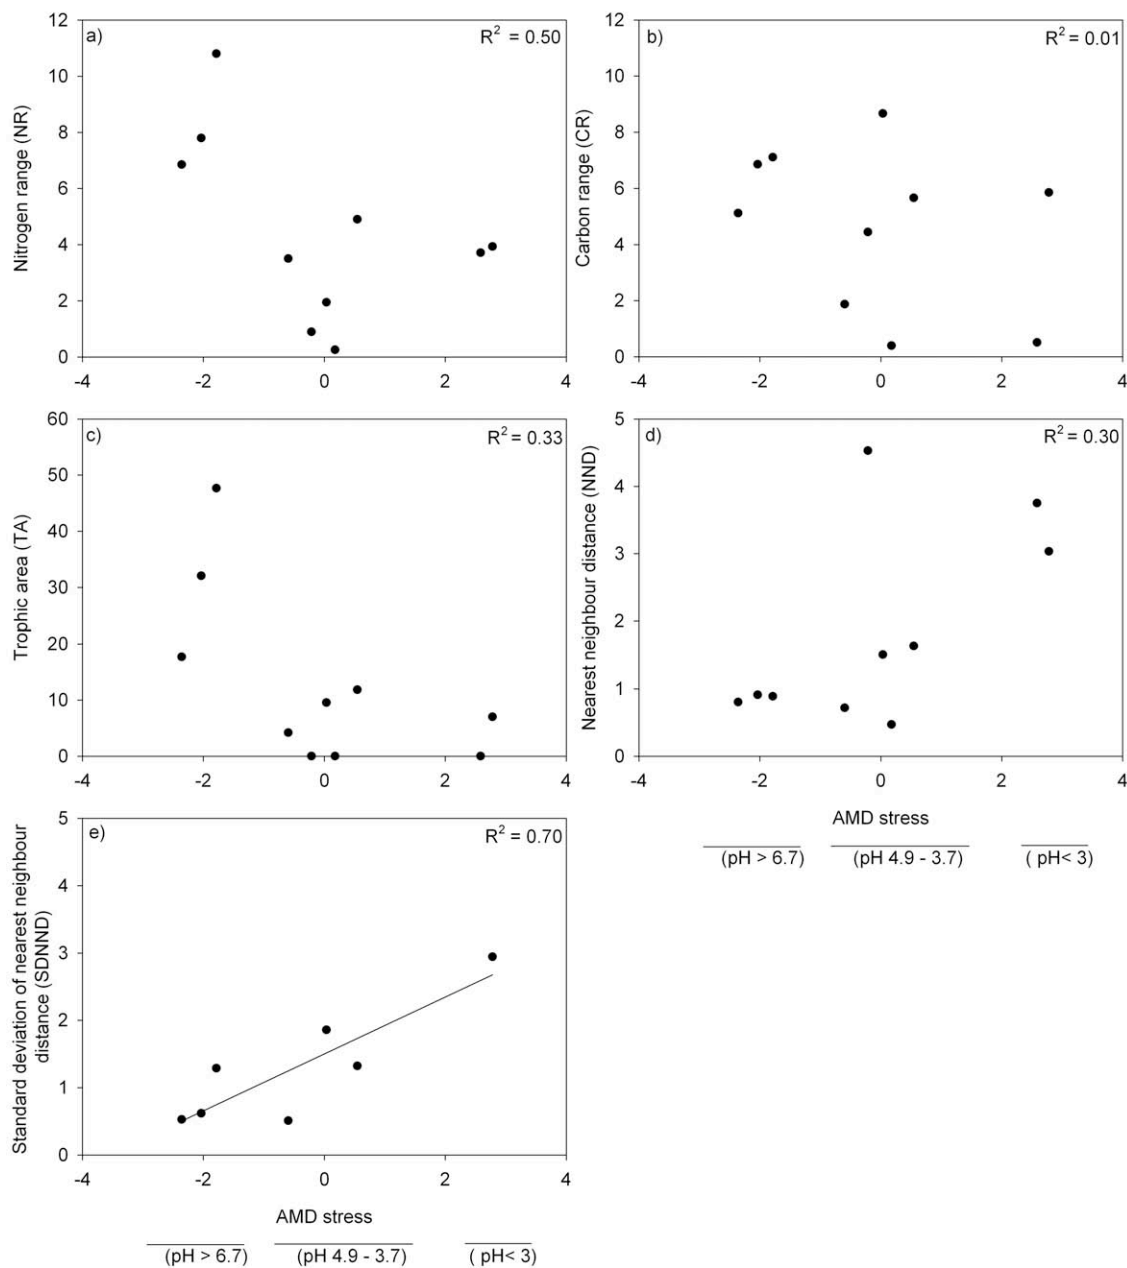 a)
R² = 0.50
Nitrogen range (NR)
12
10
8
6
4
2
0
-4 -2 0 2 4
b)
R² = 0.01
Carbon range (CR)
12
10
8
6
4
2
0
-4 -2 0 2 4
c)
R² = 0.33
Trophic area (TA)
60
50
40
30
20
10
0
-4 -2 0 2 4
d)
R² = 0.30
Nearest neighbour distance (NND)
5
4
3
2
1
0
-4 -2 0 2 4
AMD stress
(pH > 6.7) (pH 4.9 - 3.7) ( pH< 3)
e)
R² = 0.70
Standard deviation of nearest neighbour
distance (SDNND)
5
4
3
2
1
0
-4 -2 0 2 4
AMD stress
(pH > 6.7) (pH 4.9 - 3.7) ( pH< 3)